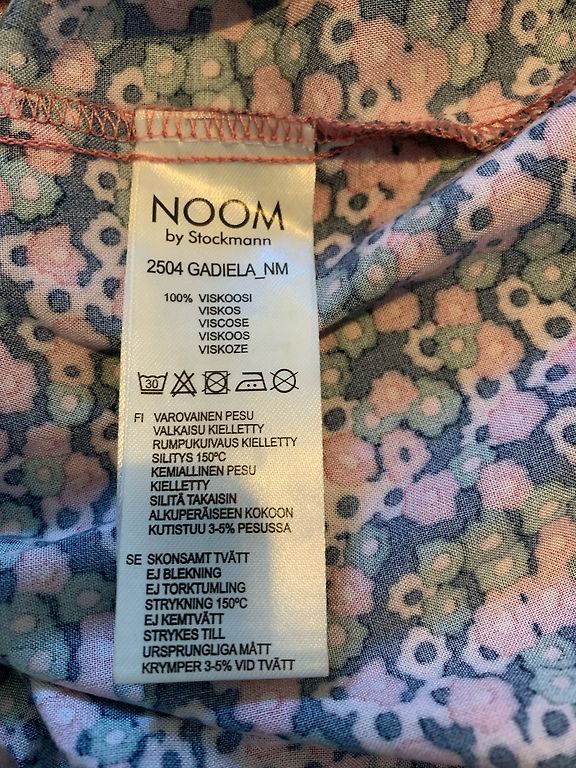 NOOM
by Stockmann
2504 GADIELA_NM
100% VISKOOSI
VISKOS
VISCOSE
VISKOOS
VISKOZE
30
FI VAROVAINEN PESU
VALKAISU KIELLETTY
RUMPUKUIVAUS KIELLETTY
SILITYS 150ºC
KEMIALLINEN PESU
KIELLETTY
SILITÄ TAKAISIN
ALKUPERÄISEEN KOKOON
KUTISTUU 3-5% PESUSSA
SE SKONSAMT TVÄTT
EJ BLEKNING
EJ TORKTUMLING
STRYKNING 150ºC
EJ KEMTVÄTT
STRYKES TILL
URSPRUNGLIGA MÅTT
KRYMPER 3-5% VID TVÄTT